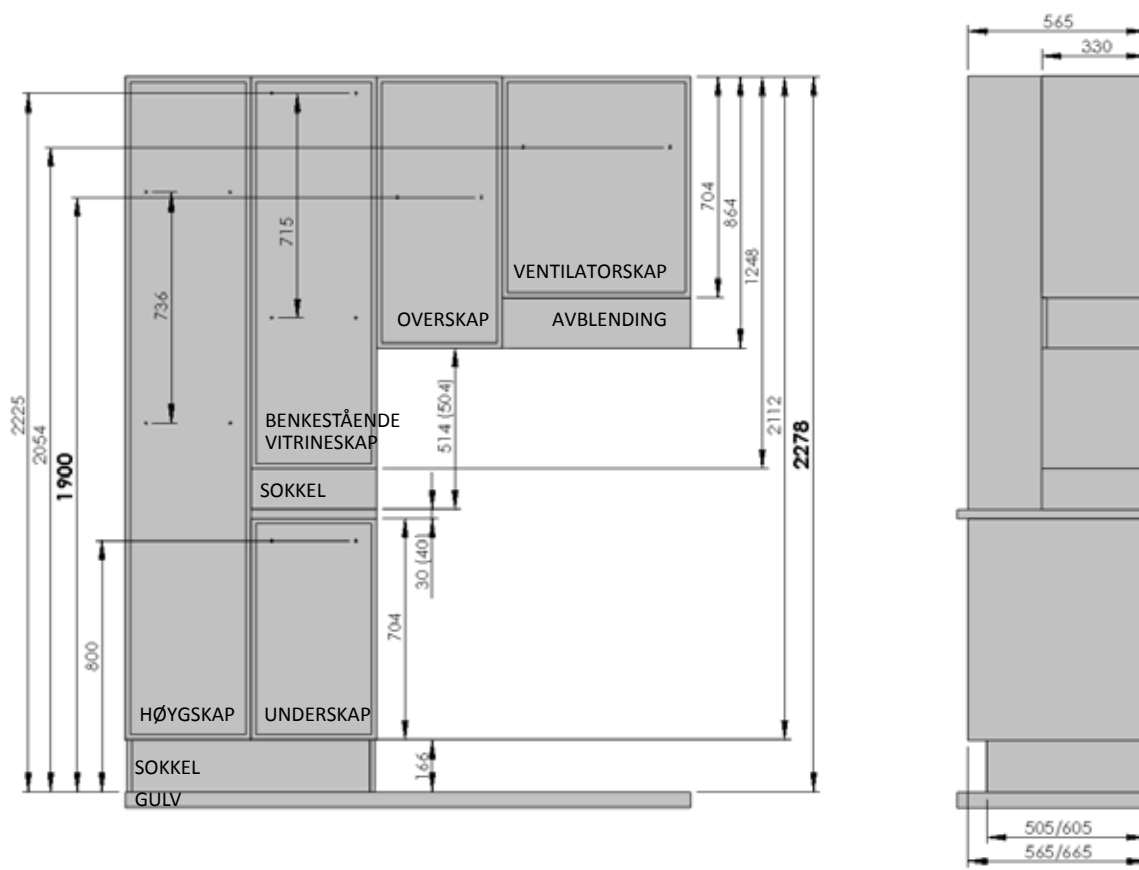 565
330
704
864
1248
2112
2278
2225
2054
1900
715
736
800
VENTILATORSKAP
OVERSKAP
AVBLENDING
514 (504)
BENKESTÅENDE
VITRINESKAP
SOKKEL
30 (40)
704
HØYGSKAP
UNDERSKAP
166
SOKKEL
GULV
505/605
565/665